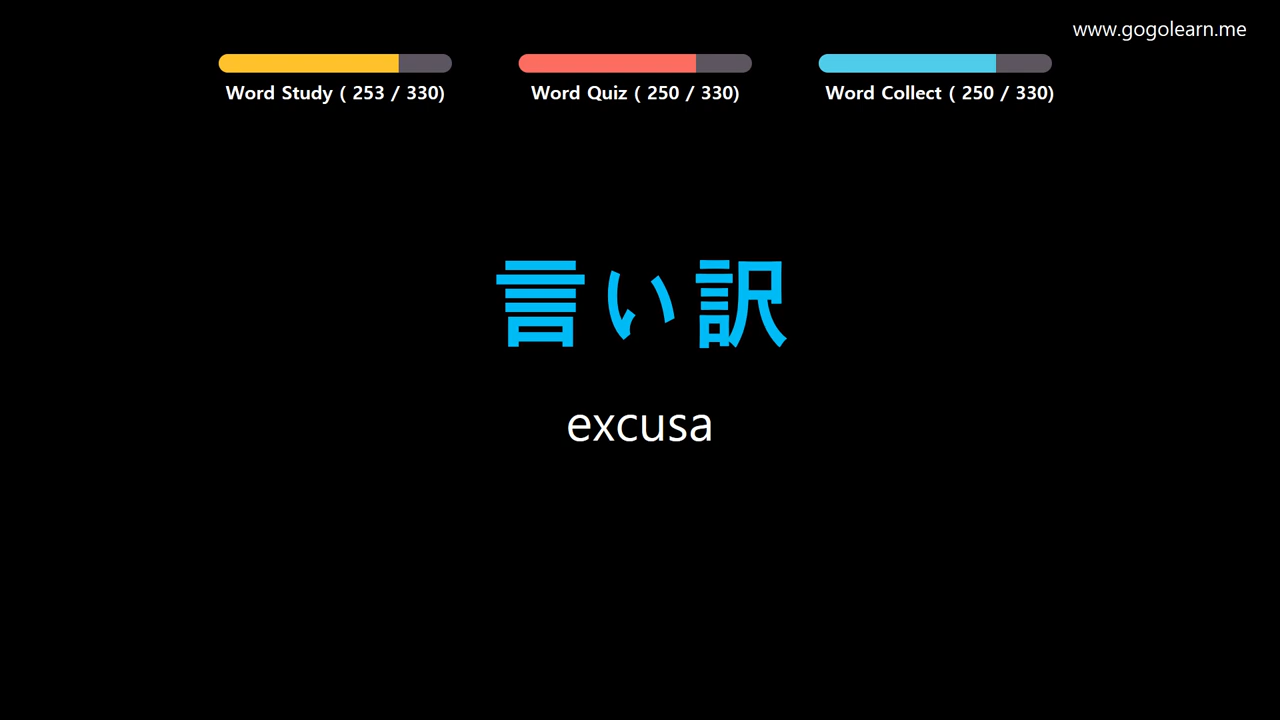 www.gogolearn.me
Word Study ( 253 / 330)
Word Quiz ( 250 / 330)
Word Collect ( 250 / 330)
言い訳
excusa